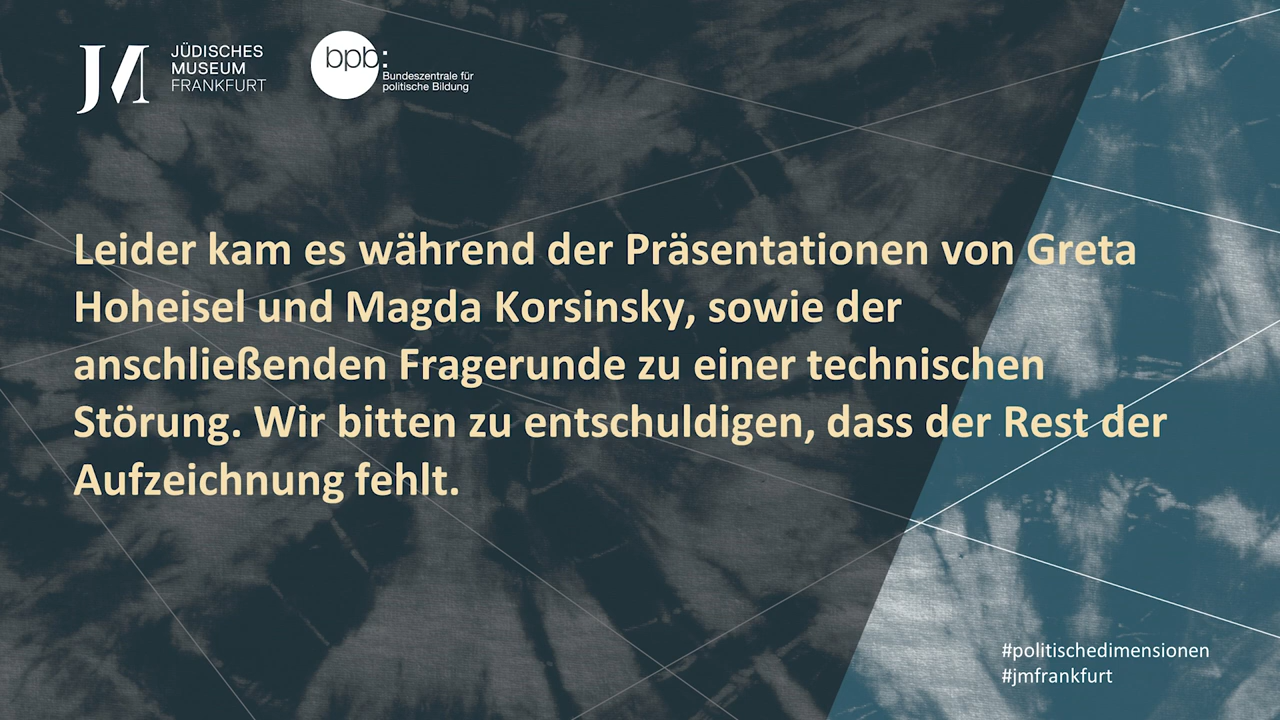 JM
JÜDISCHES
MUSEUM
FRANKFURT
bpb:
Bundeszentrale für
politische Bildung
Leider kam es während der Präsentationen von Greta
Hoheisel und Magda Korsinsky, sowie der
anschließenden Fragerunde zu einer technischen
Störung. Wir bitten zu entschuldigen, dass der Rest der
Aufzeichnung fehlt.
#politischedimensionen
#jmfrankfurt